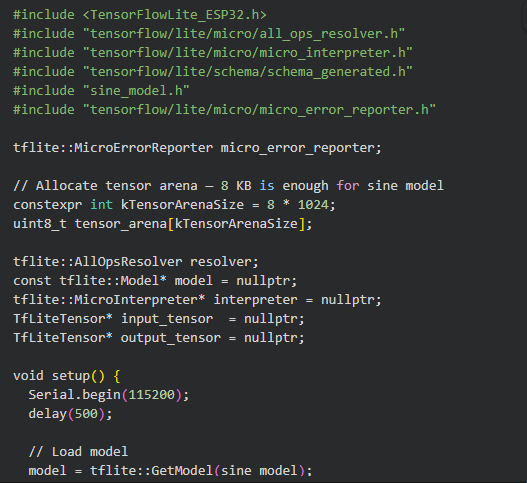 #include <TensorFlowLite_ESP32.h>
#include "tensorflow/lite/micro/all_ops_resolver.h"
#include "tensorflow/lite/micro/micro_interpreter.h"
#include "tensorflow/lite/schema/schema_generated.h"
#include "sine_model.h"
#include "tensorflow/lite/micro/micro_error_reporter.h"

tflite::MicroErrorReporter micro_error_reporter;

// Allocate tensor arena — 8 KB is enough for sine model
constexpr int kTensorArenaSize = 8 * 1024;
uint8_t tensor_arena[kTensorArenaSize];

tflite::AllOpsResolver resolver;
const tflite::Model* model = nullptr;
tflite::MicroInterpreter* interpreter = nullptr;
TfLiteTensor* input_tensor  = nullptr;
TfLiteTensor* output_tensor = nullptr;

void setup() {
  Serial.begin(115200);
  delay(500);

  // Load model
  model = tflite::GetModel(sine model);